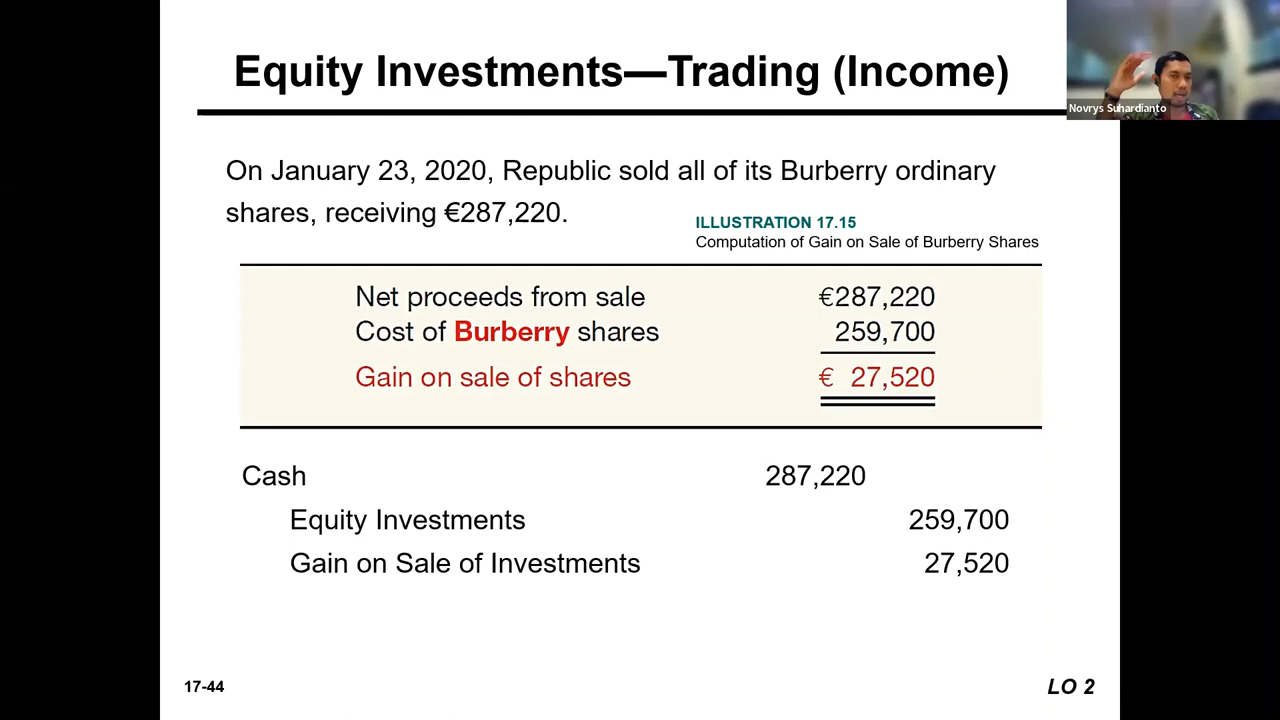 Equity Investments—Trading (Income)
Novrys Suhardianto
On January 23, 2020, Republic sold all of its Burberry ordinary
shares, receiving €287,220.
ILLUSTRATION 17.15
Computation of Gain on Sale of Burberry Shares
Net proceeds from sale €287,220
Cost of Burberry shares 259,700
Gain on sale of shares € 27,520
Cash 287,220
Equity Investments 259,700
Gain on Sale of Investments 27,520
17-44
LO 2